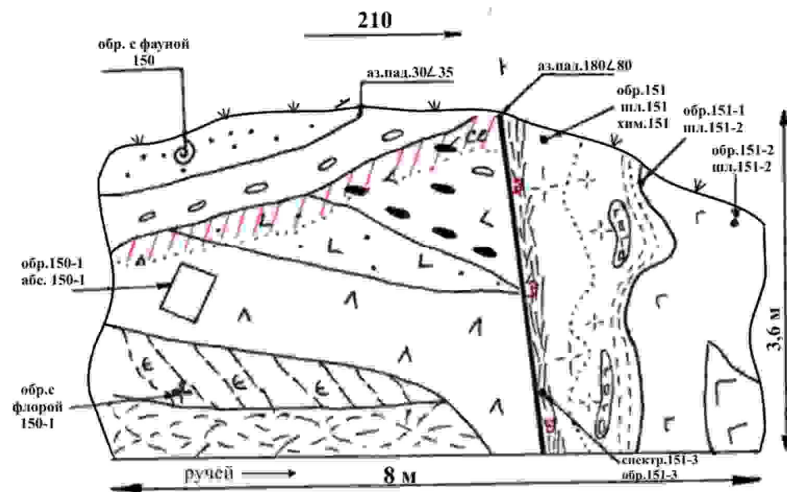 210
обр. с фауной
150
аз.пад.30∠35
аз.пад.180∠80
обр.151
шл.151
хим.151
обр.151-1
шл.151-2
обр.151-2
шл.151-2
обр.150-1
абс. 150-1
3,6 м
обр.с
флорой
150-1
ручей
8 м
спектр.151-3
обр.151-3